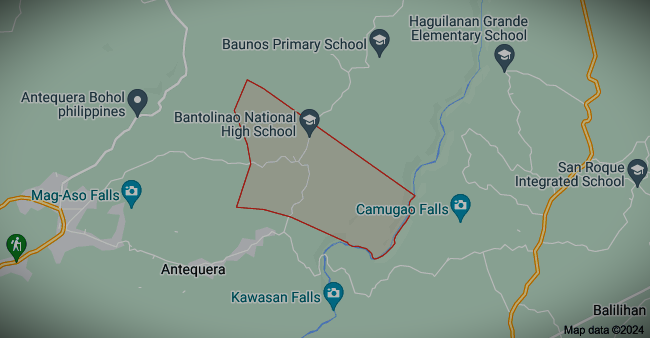 Haguilanan Grande
Elementary School
Baunos Primary School
Antequera Bohol
philippines
Bantolinao National
High School
San Roque
Integrated School
Mag-Aso Falls
Camugao Falls
Antequera
Kawasan Falls
Balilihan
Map data ©2024